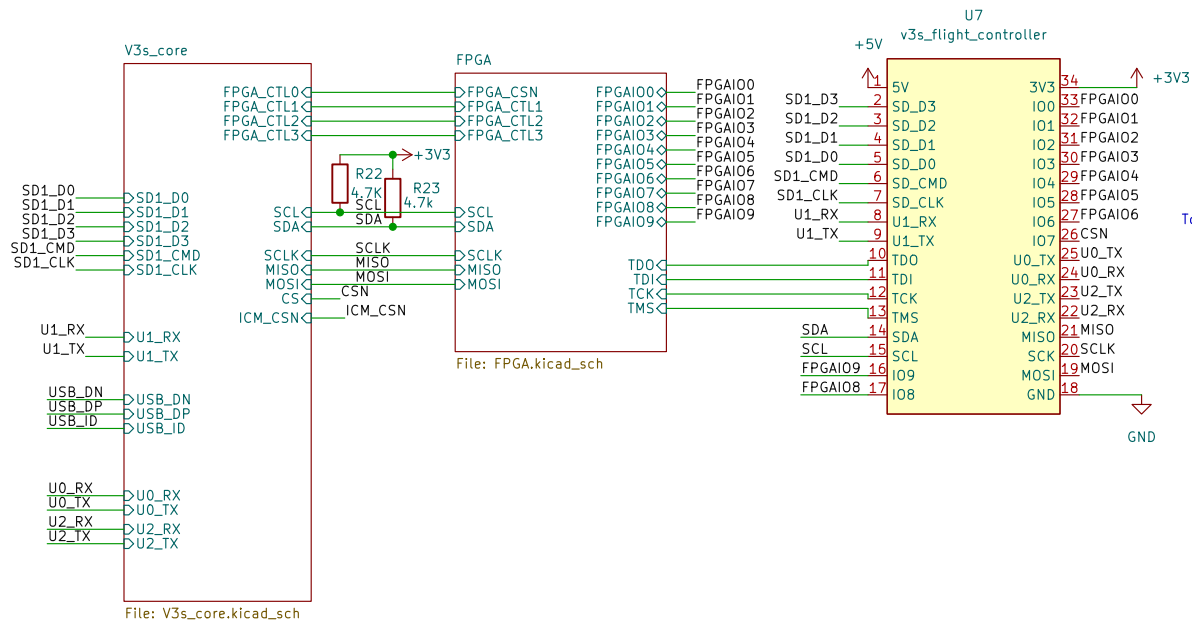 V3s_core
FPGA_CTL0
FPGA_CTL1
FPGA_CTL2
FPGA_CTL3
+3V3
R22
4.7K
R23
4.7k
SD1_D0
SD1_D1
SD1_D2
SD1_D3
SD1_CMD
SD1_CLK
SD1_D0
SD1_D1
SD1_D2
SD1_D3
SD1_CMD
SD1_CLK
SCL
SDA
SCLK
MISO
MOSI
CS
ICM_CSN
SCL
SDA
SCLK
MISO
MOSI
CSN
ICM_CSN
U1_RX
U1_TX
U1_RX
U1_TX
USB_DN
USB_DP
USB_ID
USB_DN
USB_DP
USB_ID
U0_RX
U0_TX
U2_RX
U2_TX
U0_RX
U0_TX
U2_RX
U2_TX
File: V3s_core.kicad_sch
FPGA
FPGA_CSN
FPGA_CTL1
FPGA_CTL2
FPGA_CTL3
SCL
SDA
SCLK
MISO
MOSI
FPGAIO0
FPGAIO1
FPGAIO2
FPGAIO3
FPGAIO4
FPGAIO5
FPGAIO6
FPGAIO7
FPGAIO8
FPGAIO9
TDO
TDI
TCK
TMS
FPGAIO0
FPGAIO1
FPGAIO2
FPGAIO3
FPGAIO4
FPGAIO5
FPGAIO6
FPGAIO7
FPGAIO8
FPGAIO9
File: FPGA.kicad_sch
U7
v3s_flight_controller
+5V
1 5V
SD1_D3 2 SD_D3
SD1_D2 3 SD_D2
SD1_D1 4 SD_D1
SD1_D0 5 SD_D0
SD1_CMD 6 SD_CMD
SD1_CLK 7 SD_CLK
U1_RX 8 U1_RX
U1_TX 9 U1_TX
10 TDO
11 TDI
12 TCK
13 TMS
SDA 14 SDA
SCL 15 SCL
FPGAIO9 16 IO9
FPGAIO8 17 IO8
3V3 34 +3V3
IO0 33 FPGAIO0
IO1 32 FPGAIO1
IO2 31 FPGAIO2
IO3 30 FPGAIO3
IO4 29 FPGAIO4
IO5 28 FPGAIO5
IO6 27 FPGAIO6
IO7 26 CSN
U0_TX 25 U0_TX
U0_RX 24 U0_RX
U2_TX 23 U2_TX
U2_RX 22 U2_RX
MISO 21 MISO
SCK 20 SCLK
MOSI 19 MOSI
GND 18
GND